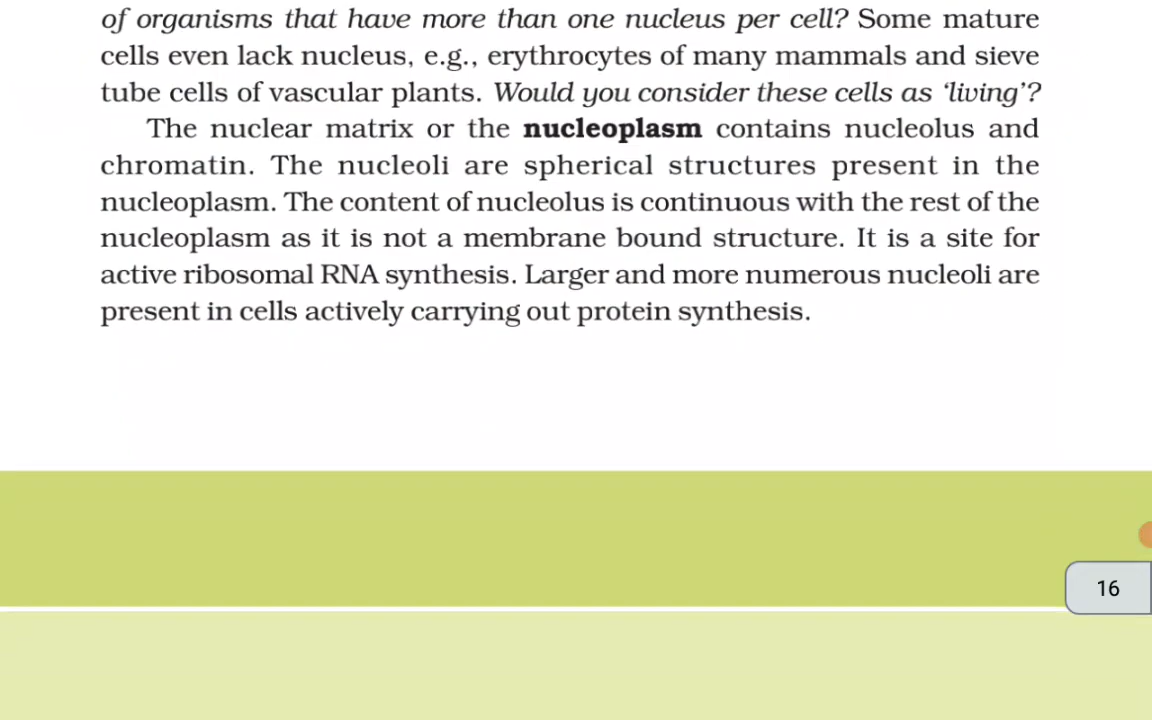 of organisms that have more than one nucleus per cell? Some mature
cells even lack nucleus, e.g., erythrocytes of many mammals and sieve
tube cells of vascular plants. Would you consider these cells as ‘living’?
The nuclear matrix or the nucleoplasm contains nucleolus and
chromatin. The nucleoli are spherical structures present in the
nucleoplasm. The content of nucleolus is continuous with the rest of the
nucleoplasm as it is not a membrane bound structure. It is a site for
active ribosomal RNA synthesis. Larger and more numerous nucleoli are
present in cells actively carrying out protein synthesis.
16